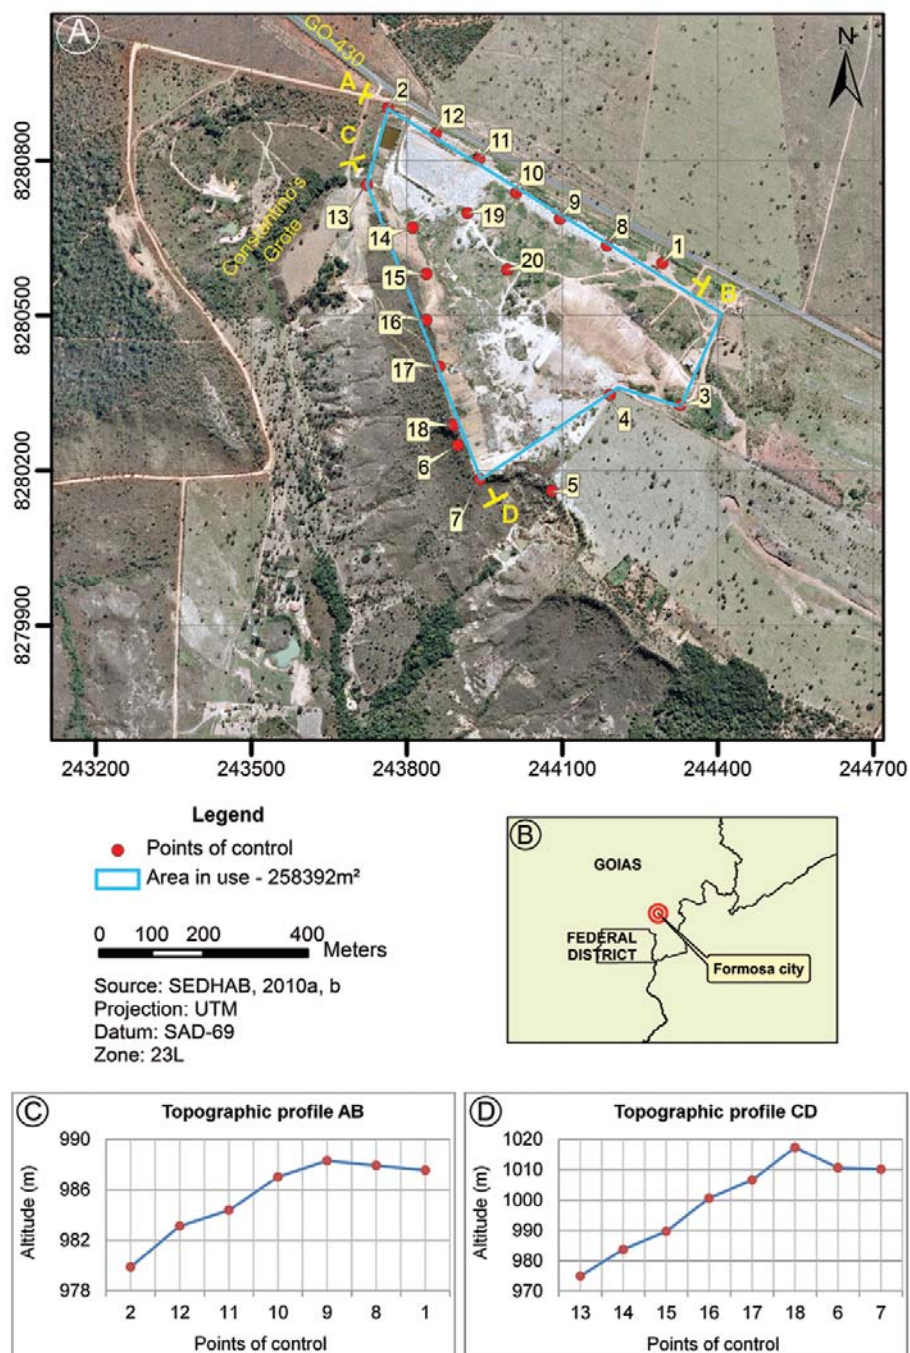 A
GO-430
N
A
2
C
12
11
10
9
8
1
B
13
14
19
20
15
16
17
18
6
7
D
5
4
3
Constantino's
Grote
8280800
8280500
8280200
8279900
243200 243500 243800 244100 244400 244700
Legend
Points of control
Area in use - 258392m²
0 100 200 400 Meters
Source: SEDHAB, 2010a, b
Projection: UTM
Datum: SAD-69
Zone: 23L
B
GOIAS
FEDERAL
DISTRICT
Formosa city
C
Topographic profile AB
Altitude (m)
990
986
982
978
2 12 11 10 9 8 1
Points of control
D
Topographic profile CD
Altitude (m)
1020
1010
1000
990
980
970
13 14 15 16 17 18 6 7
Points of control